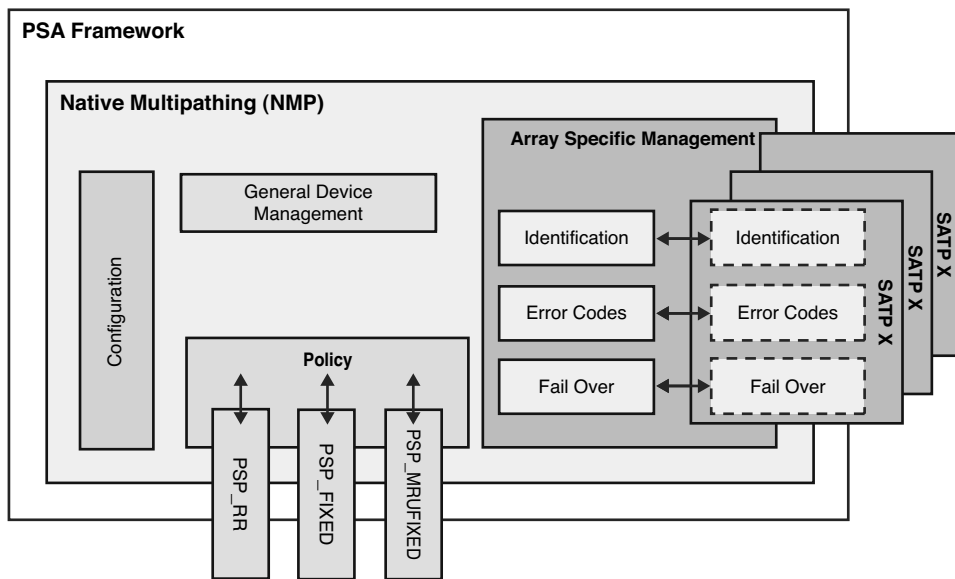 PSA Framework
Native Multipathing (NMP)
Configuration
General Device
Management
Policy
PSP_RR
PSP_FIXED
PSP_MRUFIXED
Array Specific Management
Identification
Error Codes
Fail Over
Identification
Error Codes
Fail Over
SATP X
SATP X
SATP X